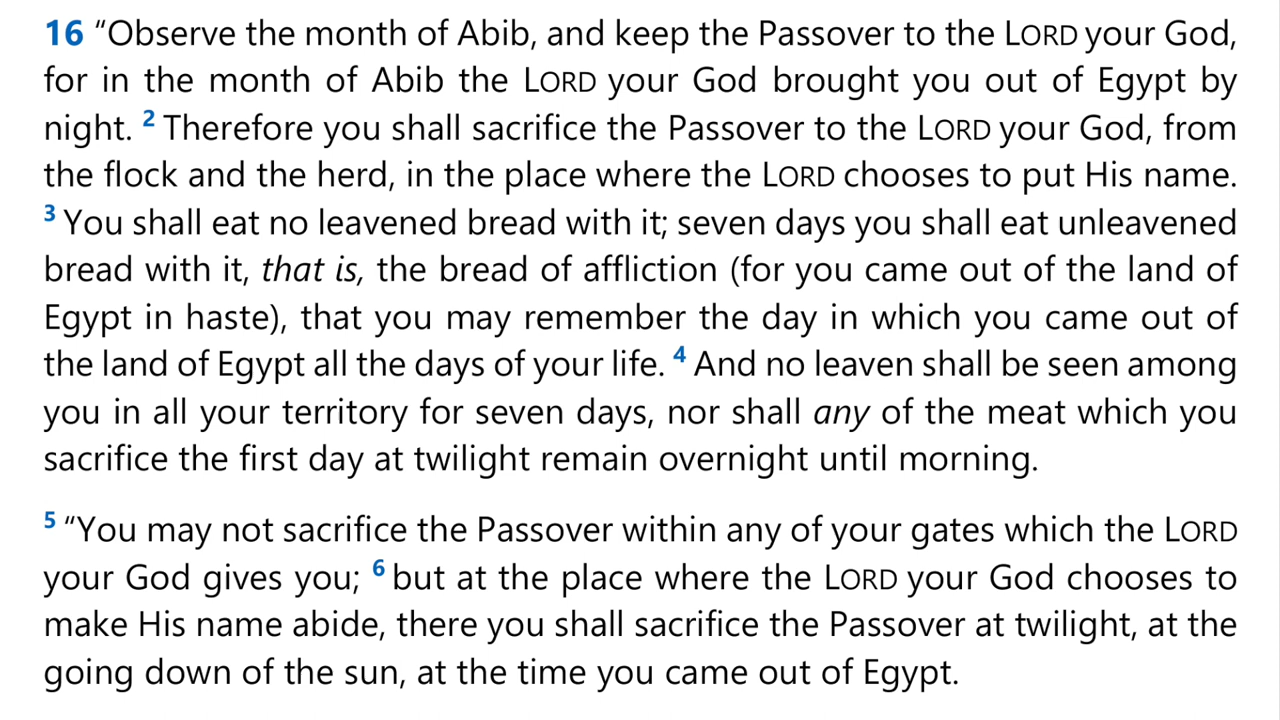 16 “Observe the month of Abib, and keep the Passover to the LORD your God,
for in the month of Abib the LORD your God brought you out of Egypt by
night. 2 Therefore you shall sacrifice the Passover to the LORD your God, from
the flock and the herd, in the place where the LORD chooses to put His name.
3 You shall eat no leavened bread with it; seven days you shall eat unleavened
bread with it, that is, the bread of affliction (for you came out of the land of
Egypt in haste), that you may remember the day in which you came out of
the land of Egypt all the days of your life. 4 And no leaven shall be seen among
you in all your territory for seven days, nor shall any of the meat which you
sacrifice the first day at twilight remain overnight until morning.
5 “You may not sacrifice the Passover within any of your gates which the LORD
your God gives you; 6 but at the place where the LORD your God chooses to
make His name abide, there you shall sacrifice the Passover at twilight, at the
going down of the sun, at the time you came out of Egypt.